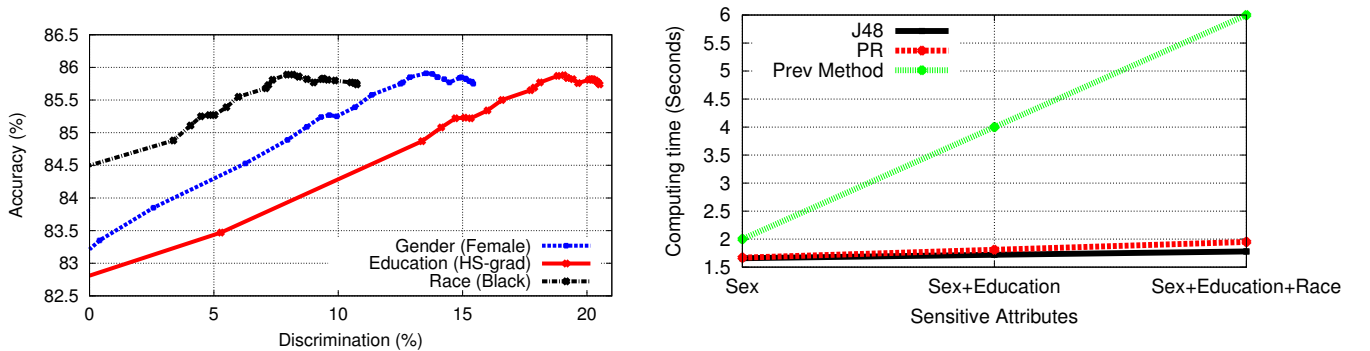 86.5
86
85.5
85
84.5
84
83.5
83
82.5
Accuracy (%)
Gender (Female)
Education (HS-grad)
Race (Black)
0
5
10
15
20
Discrimination (%)
6
5.5
5
4.5
4
3.5
3
2.5
2
1.5
Computing time (Seconds)
J48
PR
Prev Method
Sex
Sex+Education
Sex+Education+Race
Sensitive Attributes